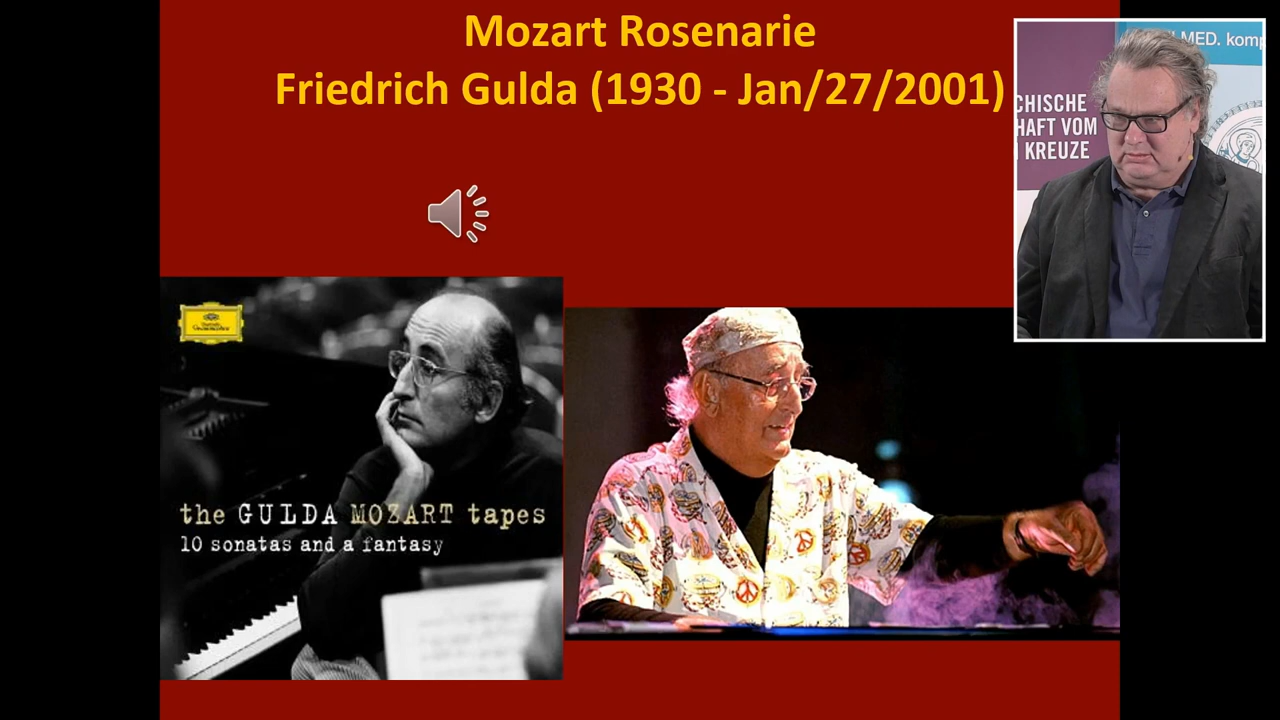 Mozart Rosenarie
Friedrich Gulda (1930 - Jan/27/2001)
MED. komp
CHISCHE
HAFT VOM
KREUZE
the GULDA MOZART tapes
10 sonatas and a fantasy